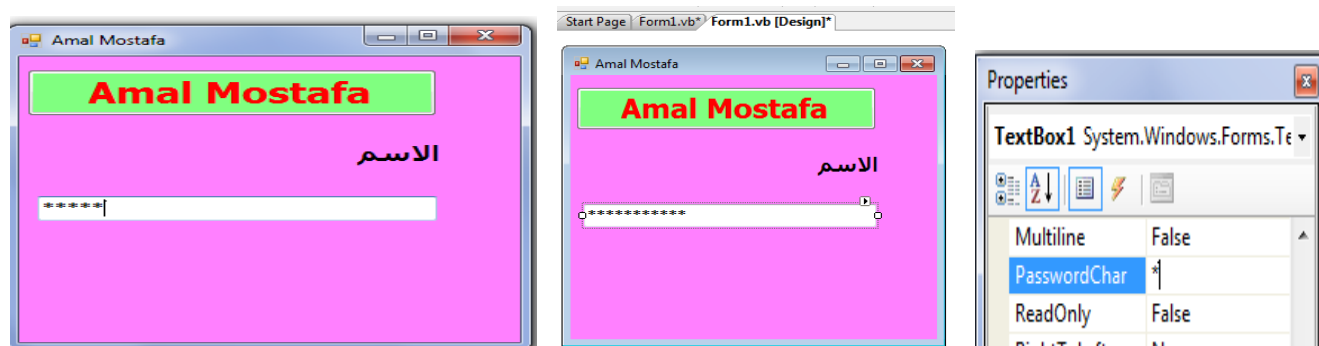 Amal Mostafa
Amal Mostafa
الاسم
*****
Start Page Form1.vb* Form1.vb [Design]*
Amal Mostafa
Amal Mostafa
الاسم
***********
Properties
TextBox1 System.Windows.Forms.Te
Multiline False
PasswordChar *
ReadOnly False